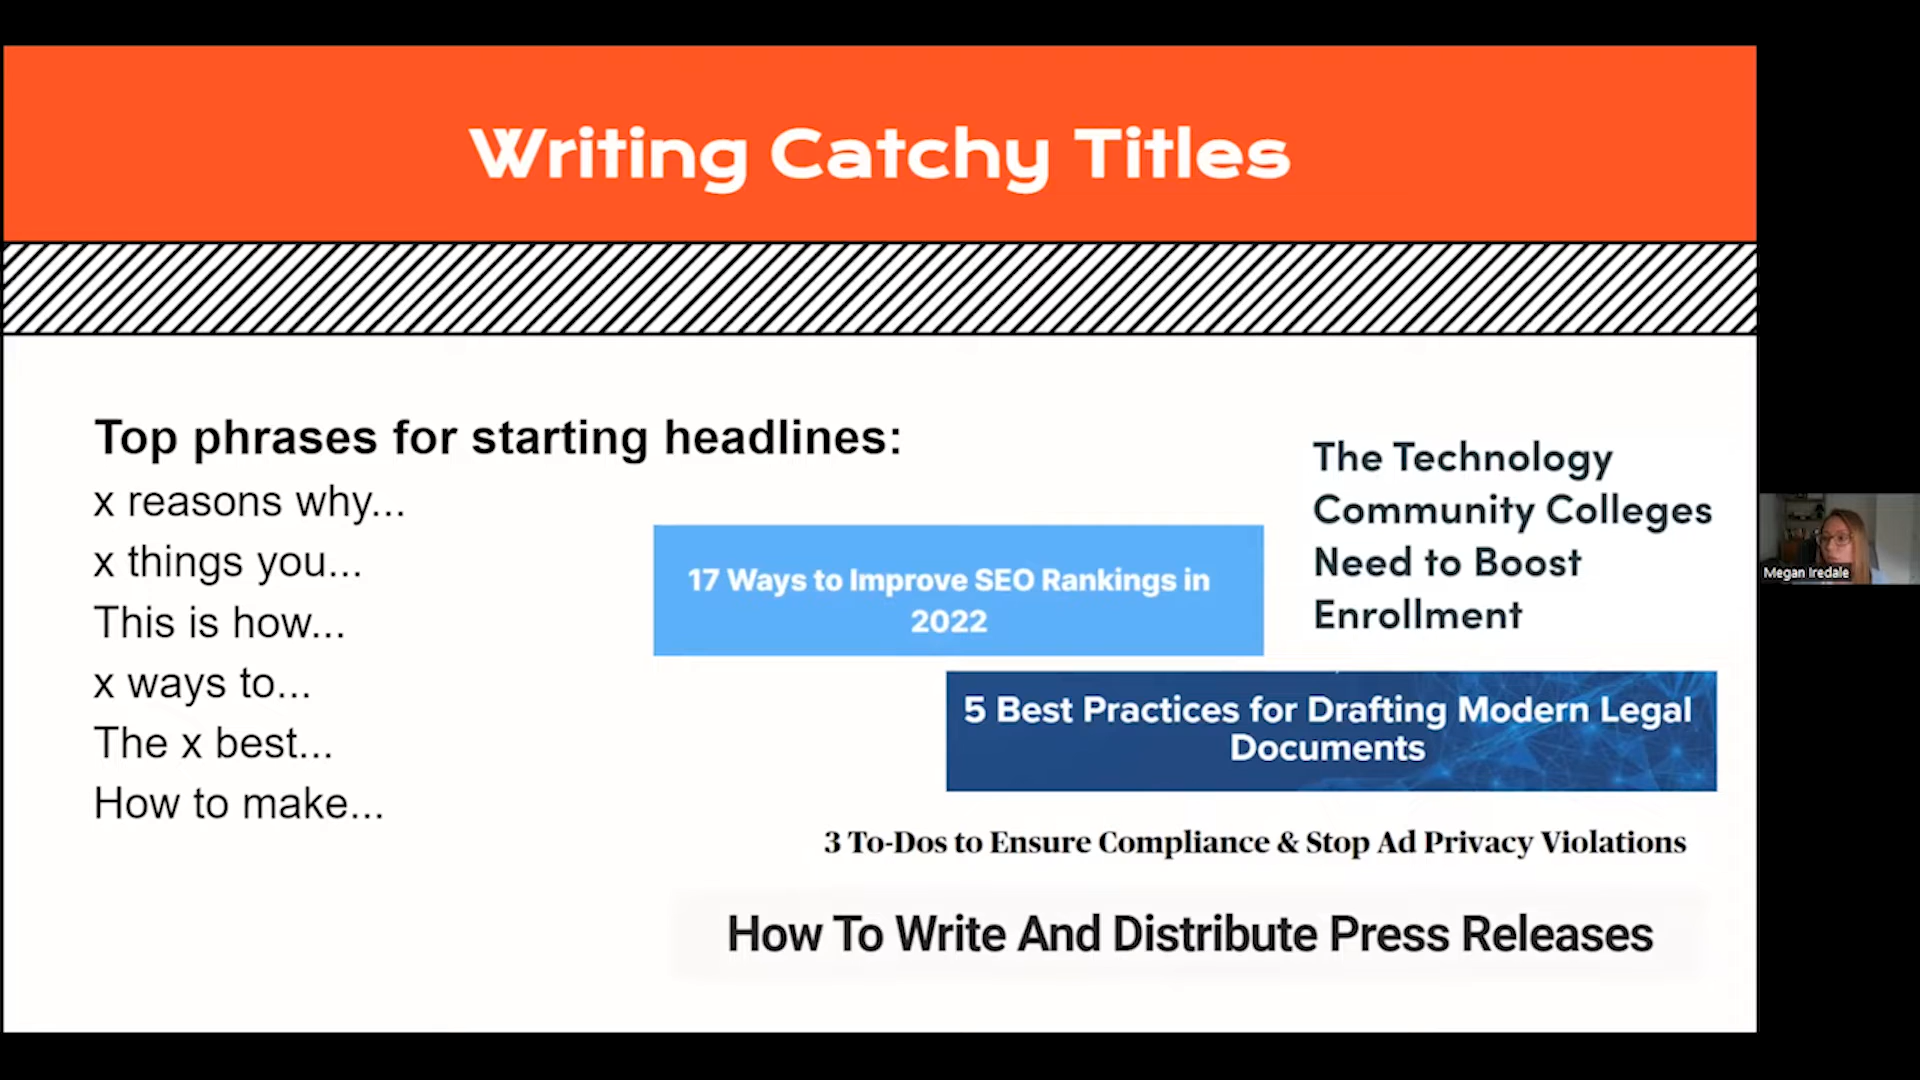 Writing Catchy Titles
Top phrases for starting headlines:
x reasons why...
x things you...
This is how...
x ways to...
The x best...
How to make...
17 Ways to Improve SEO Rankings in
2022
The Technology
Community Colleges
Need to Boost
Enrollment
5 Best Practices for Drafting Modern Legal
Documents
3 To-Dos to Ensure Compliance & Stop Ad Privacy Violations
How To Write And Distribute Press Releases
Megan Iredale